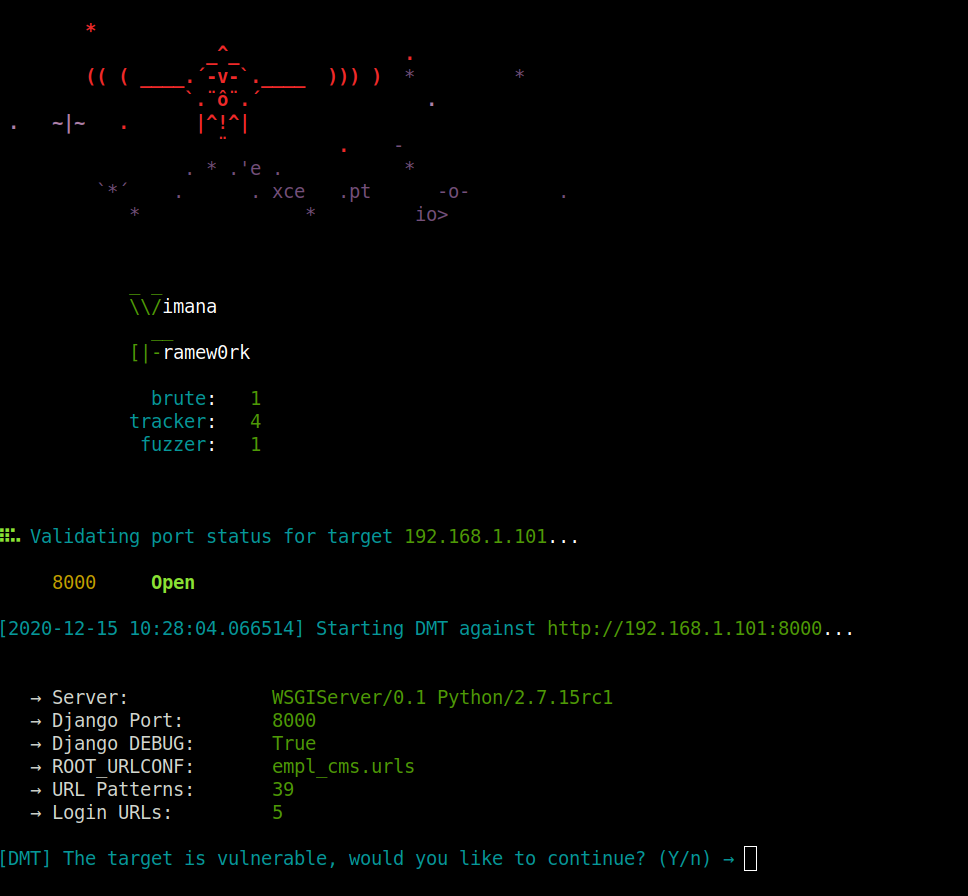 *
_^_ .
(( ( ____.´-v-`.____ ))) ) * *
`.¨ô¨.´ .
. ~|~ . |^!^|
¨ . -
. * .'e . *
`*´ . . xce .pt -o- .
* * io>
_ _
\\/imana
__
[|-ramew0rk
brute: 1
tracker: 4
fuzzer: 1
Validating port status for target 192.168.1.101...
8000 Open
[2020-12-15 10:28:04.066514] Starting DMT against http://192.168.1.101:8000...
→ Server: WSGIServer/0.1 Python/2.7.15rc1
→ Django Port: 8000
→ Django DEBUG: True
→ ROOT_URLCONF: empl_cms.urls
→ URL Patterns: 39
→ Login URLs: 5
[DMT] The target is vulnerable, would you like to continue? (Y/n) →